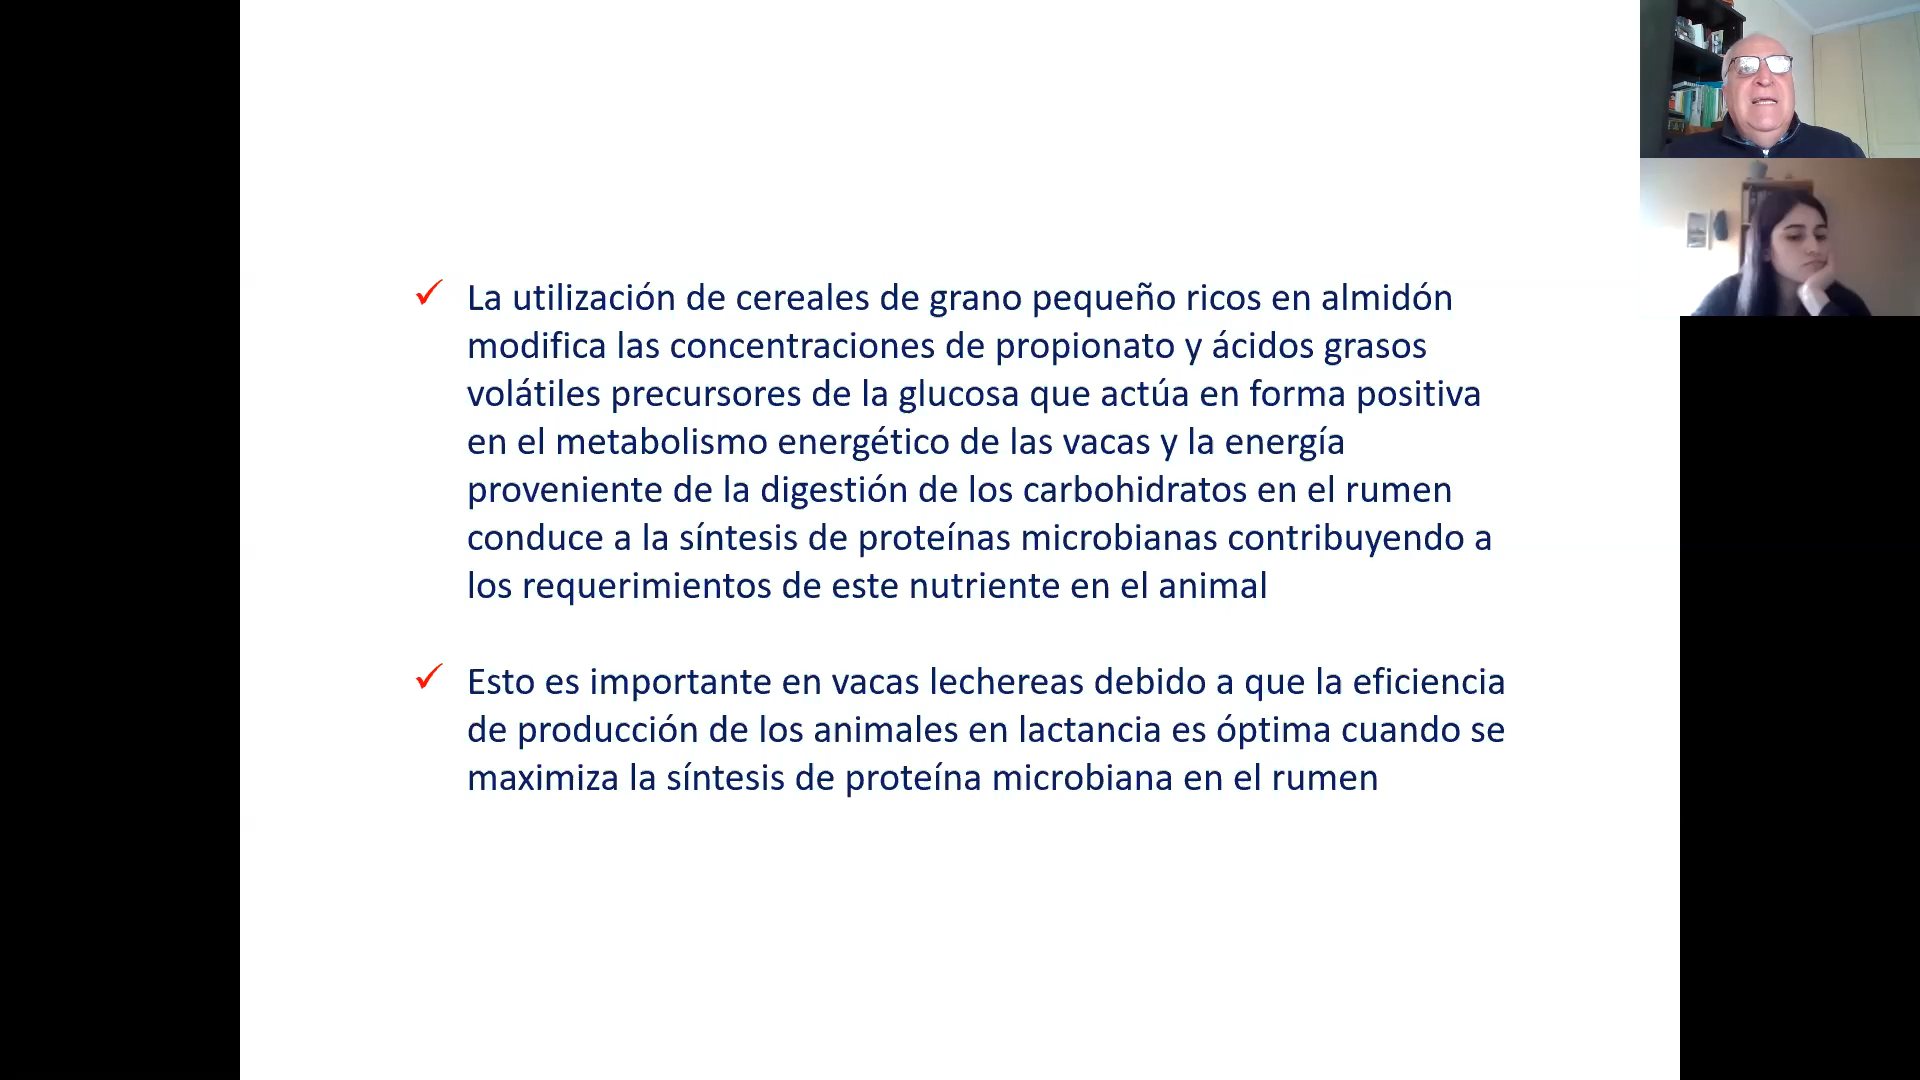 La utilización de cereales de grano pequeño ricos en almidón
modifica las concentraciones de propionato y ácidos grasos
volátiles precursores de la glucosa que actúa en forma positiva
en el metabolismo energético de las vacas y la energía
proveniente de la digestión de los carbohidratos en el rumen
conduce a la síntesis de proteínas microbianas contribuyendo a
los requerimientos de este nutriente en el animal
Esto es importante en vacas lechereas debido a que la eficiencia
de producción de los animales en lactancia es óptima cuando se
maximiza la síntesis de proteína microbiana en el rumen